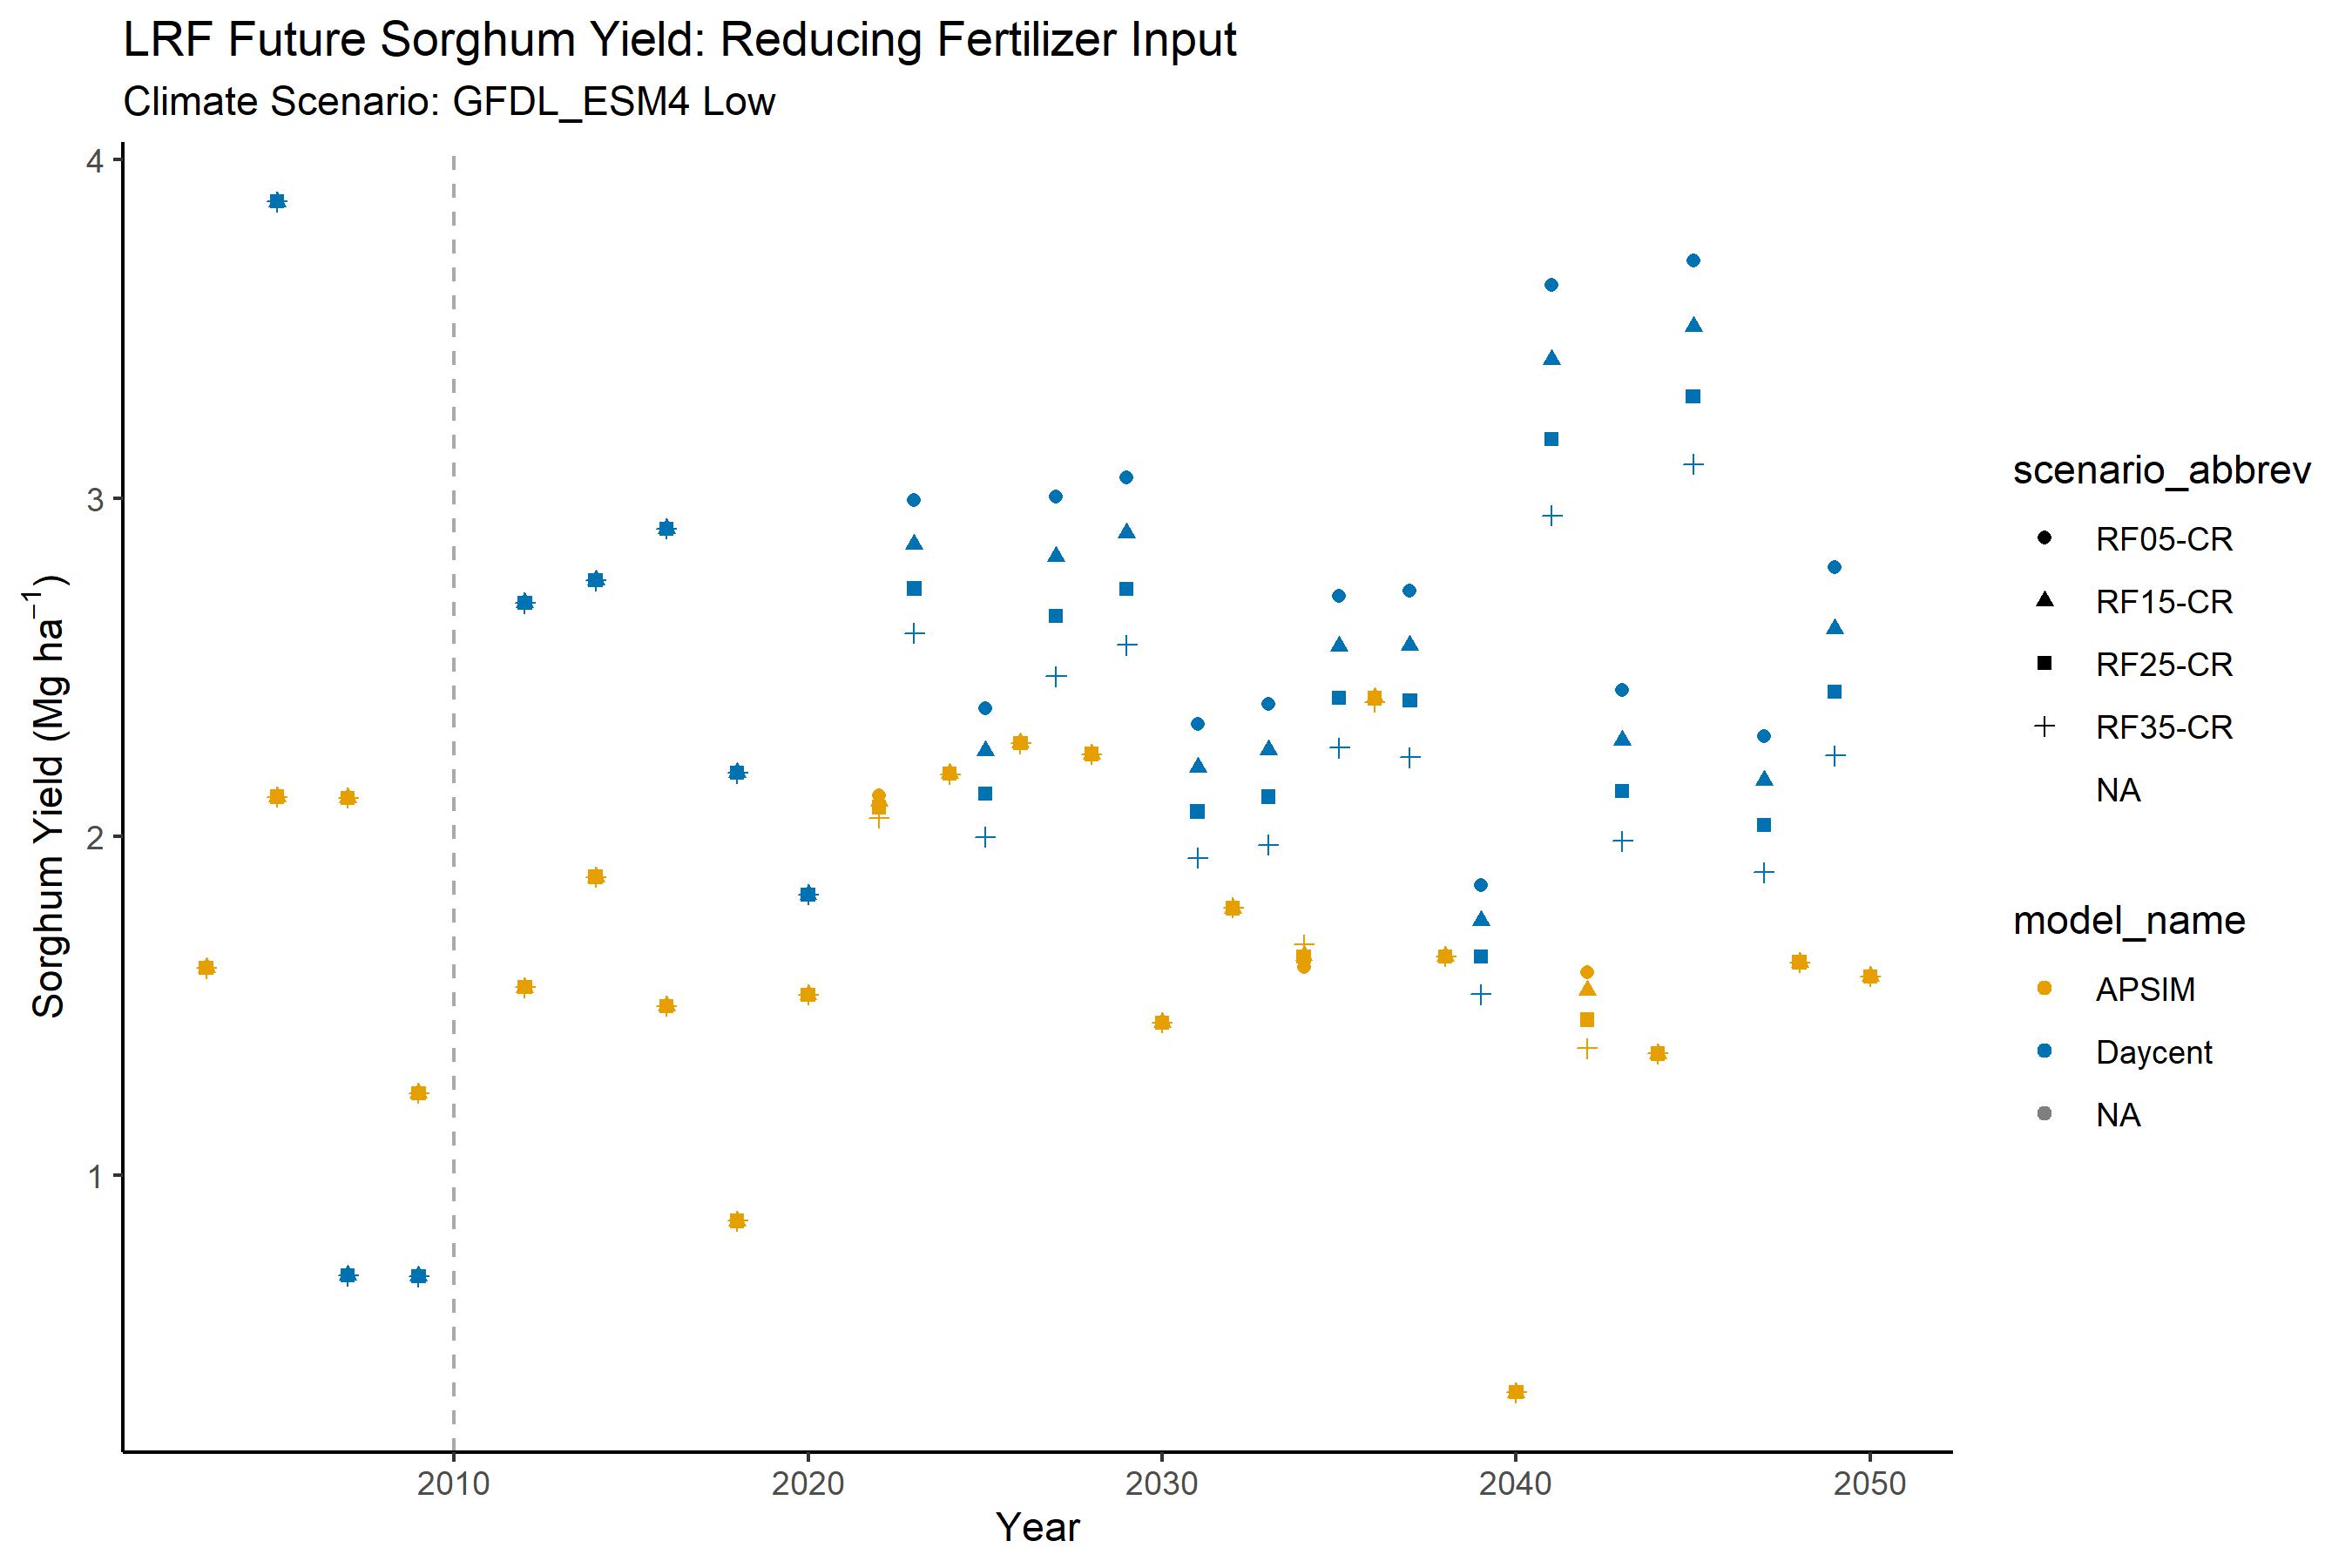 LRF Future Sorghum Yield: Reducing Fertilizer Input
Climate Scenario: GFDL_ESM4 Low
4
3
2
1
Sorghum Yield (Mg ha⁻¹)
2010
2020
2030
2040
2050
Year
scenario_abbrev
RF05-CR
RF15-CR
RF25-CR
RF35-CR
NA
model_name
APSIM
Daycent
NA